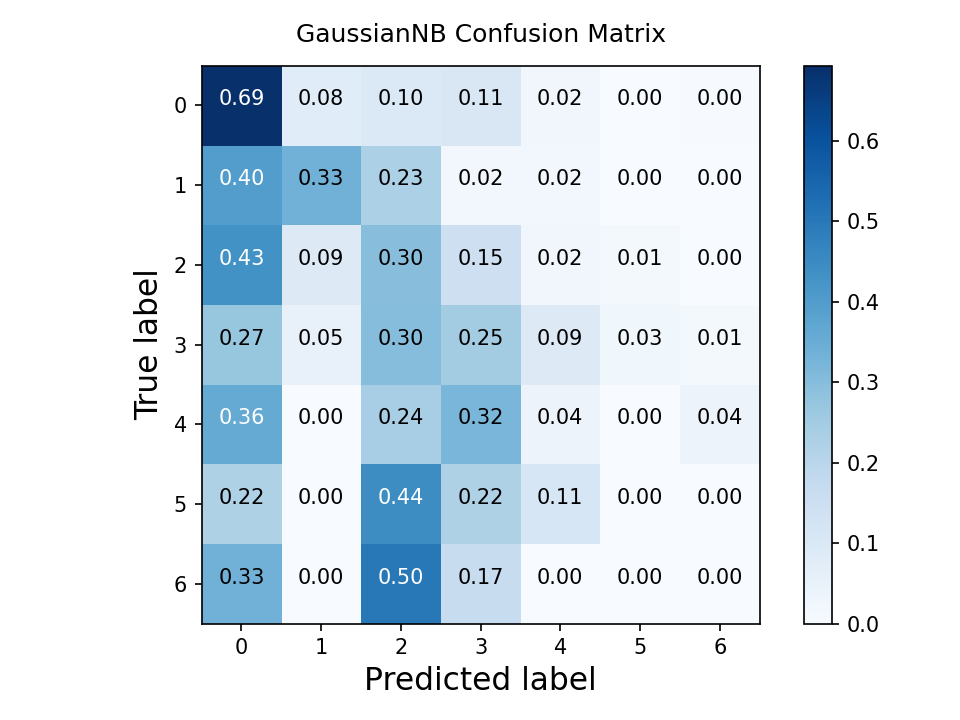 GaussianNB Confusion Matrix
0 0.69 0.08 0.10 0.11 0.02 0.00 0.00
1 0.40 0.33 0.23 0.02 0.02 0.00 0.00
2 0.43 0.09 0.30 0.15 0.02 0.01 0.00
3 0.27 0.05 0.30 0.25 0.09 0.03 0.01
4 0.36 0.00 0.24 0.32 0.04 0.00 0.04
5 0.22 0.00 0.44 0.22 0.11 0.00 0.00
6 0.33 0.00 0.50 0.17 0.00 0.00 0.00
0 1 2 3 4 5 6
True label
Predicted label
0.6
0.5
0.4
0.3
0.2
0.1
0.0